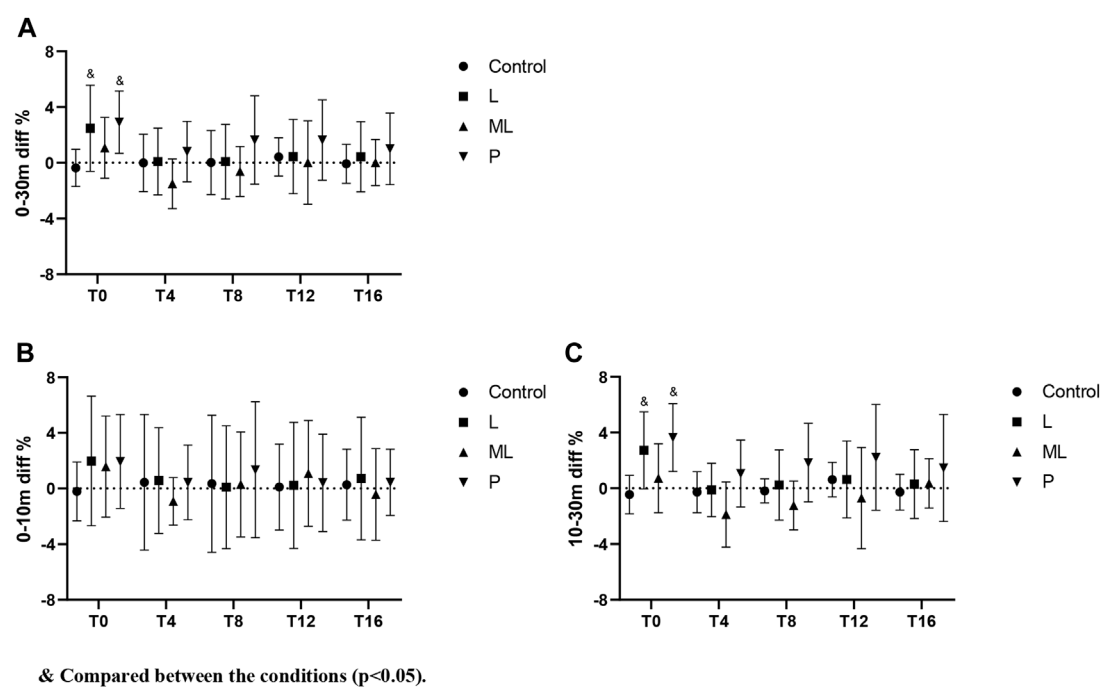 A
8
4
0
-4
-8
0-30m diff %
& &
T0 T4 T8 T12 T16
Control
L
ML
P
B
8
4
0
-4
-8
0-10m diff %
T0 T4 T8 T12 T16
Control
L
ML
P
C
8
4
0
-4
-8
10-30m diff %
& &
T0 T4 T8 T12 T16
Control
L
ML
P
& Compared between the conditions (p<0.05).